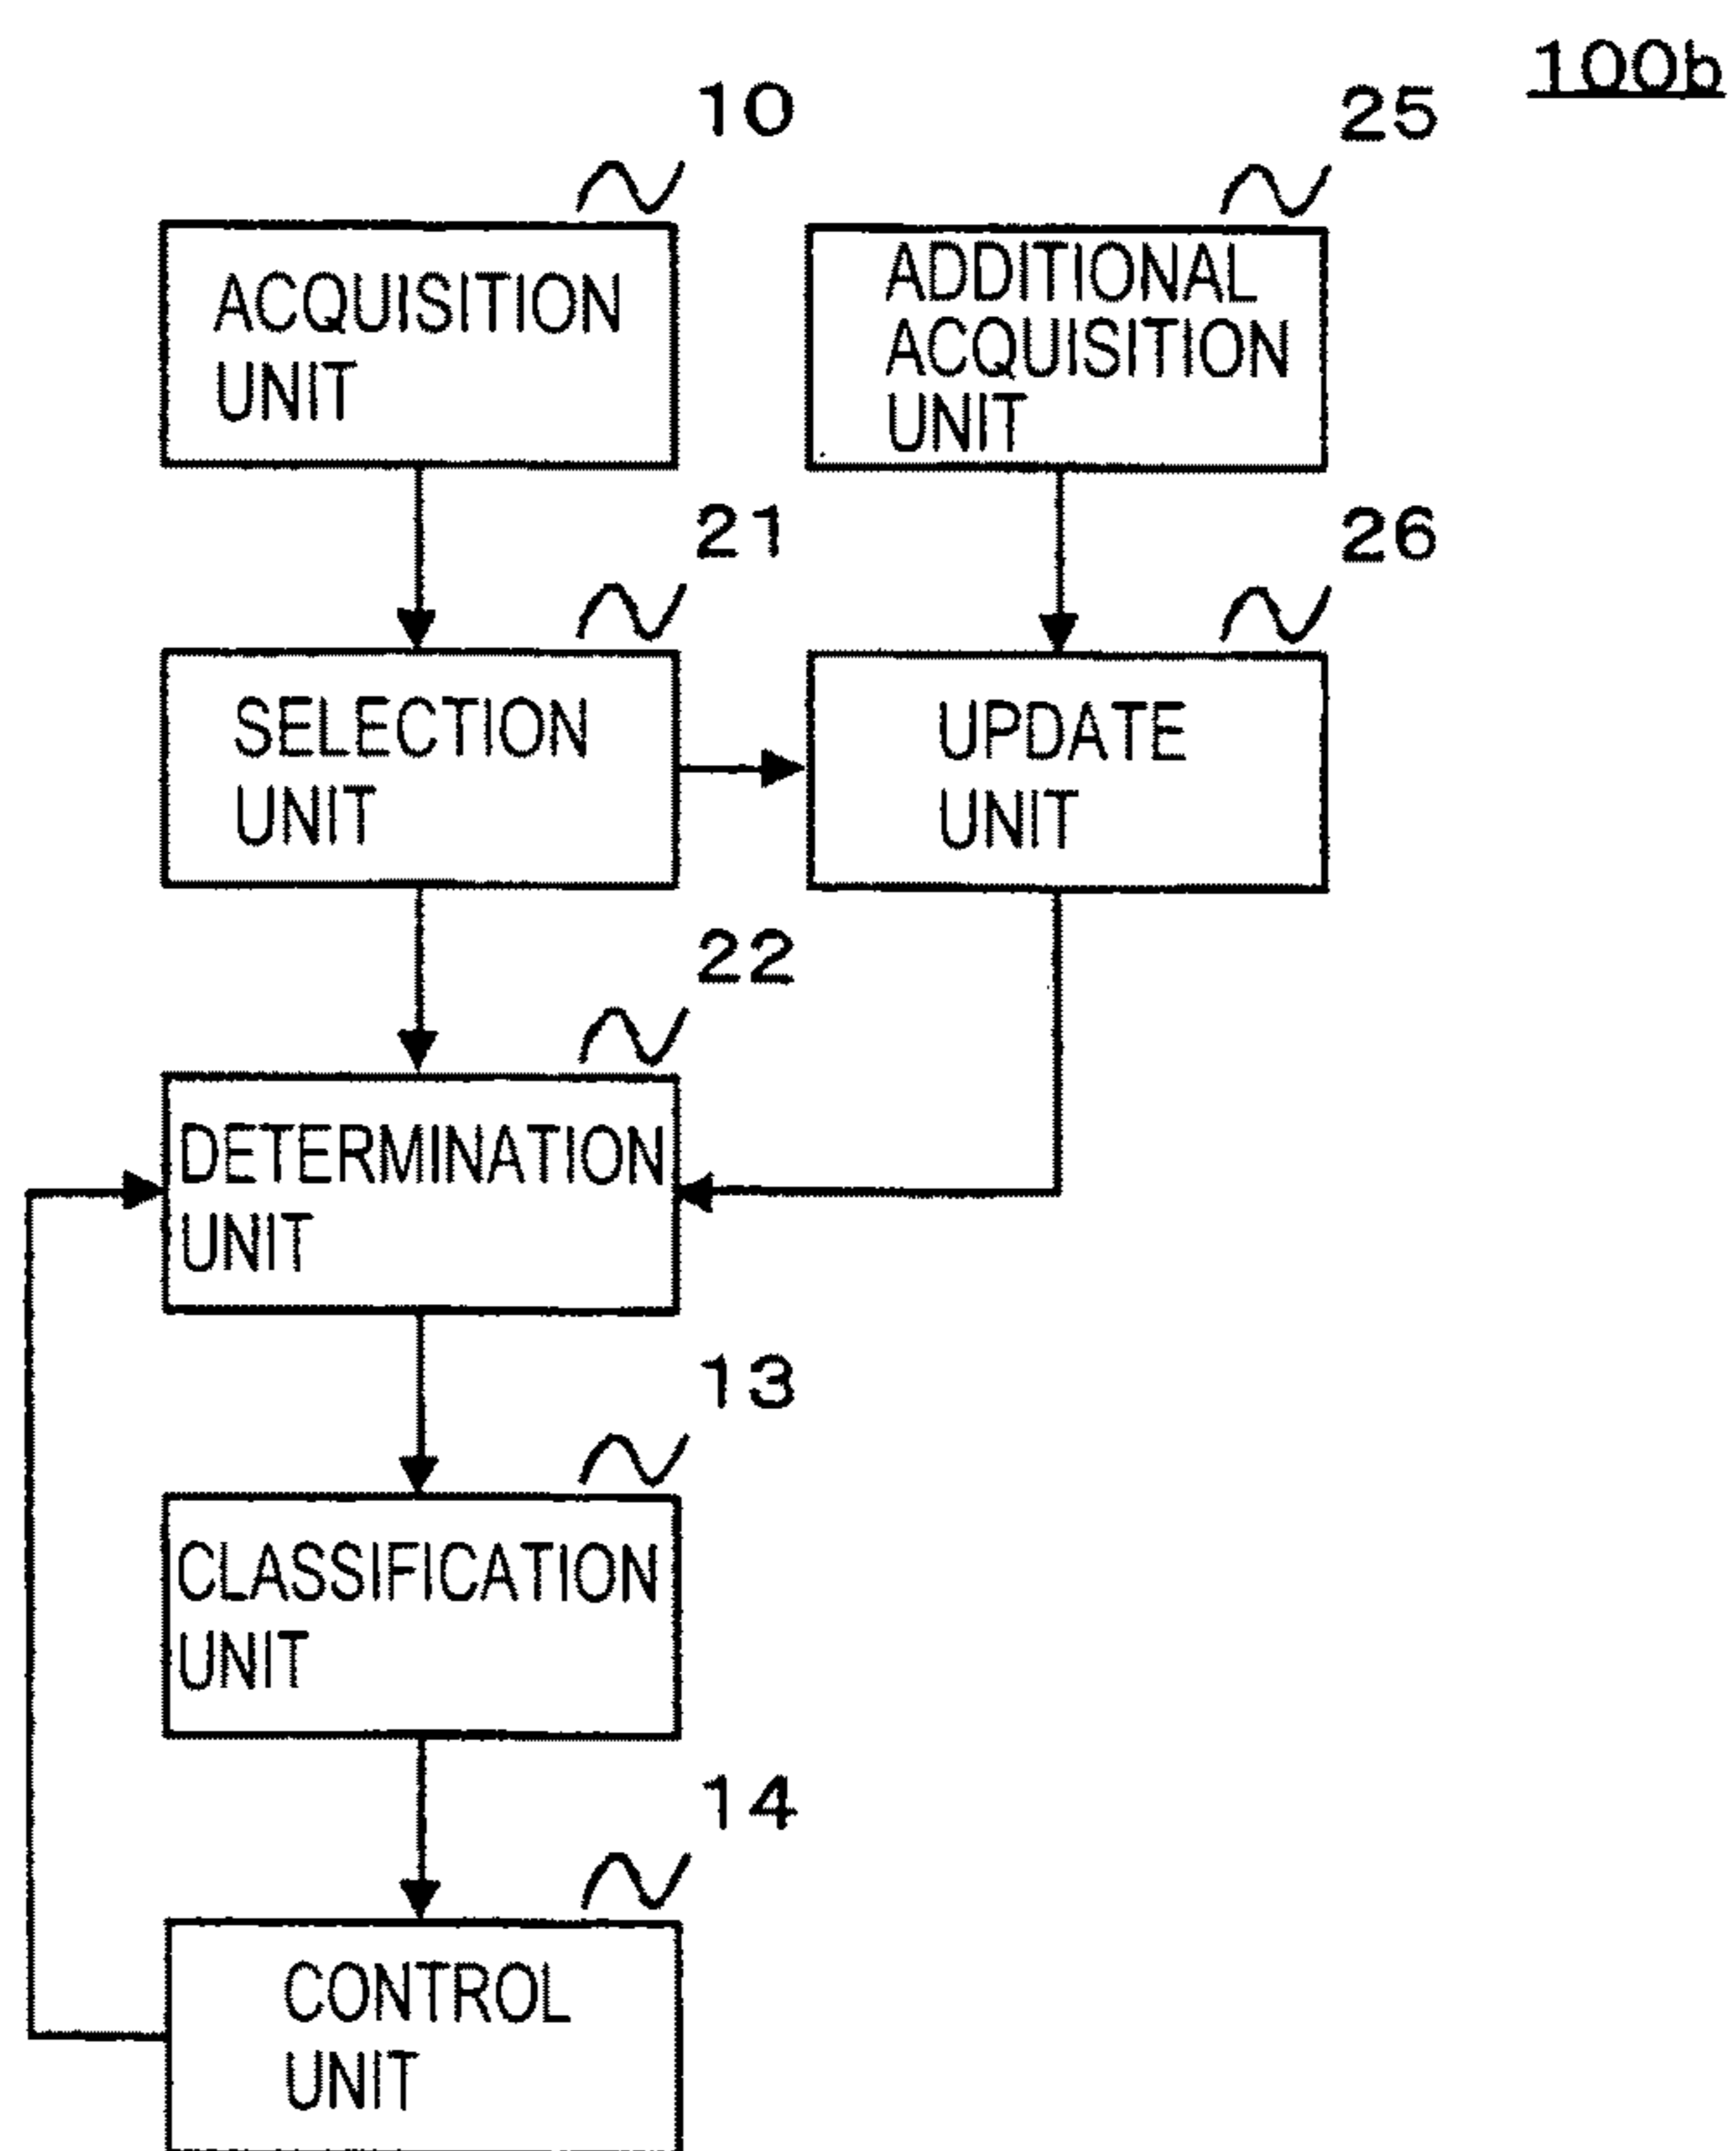 100b
10
25
ACQUISITION
UNIT
ADDITIONAL
ACQUISITION
UNIT
21
26
SELECTION
UNIT
UPDATE
UNIT
22
DETERMINATION
UNIT
13
CLASSIFICATION
UNIT
14
CONTROL
UNIT